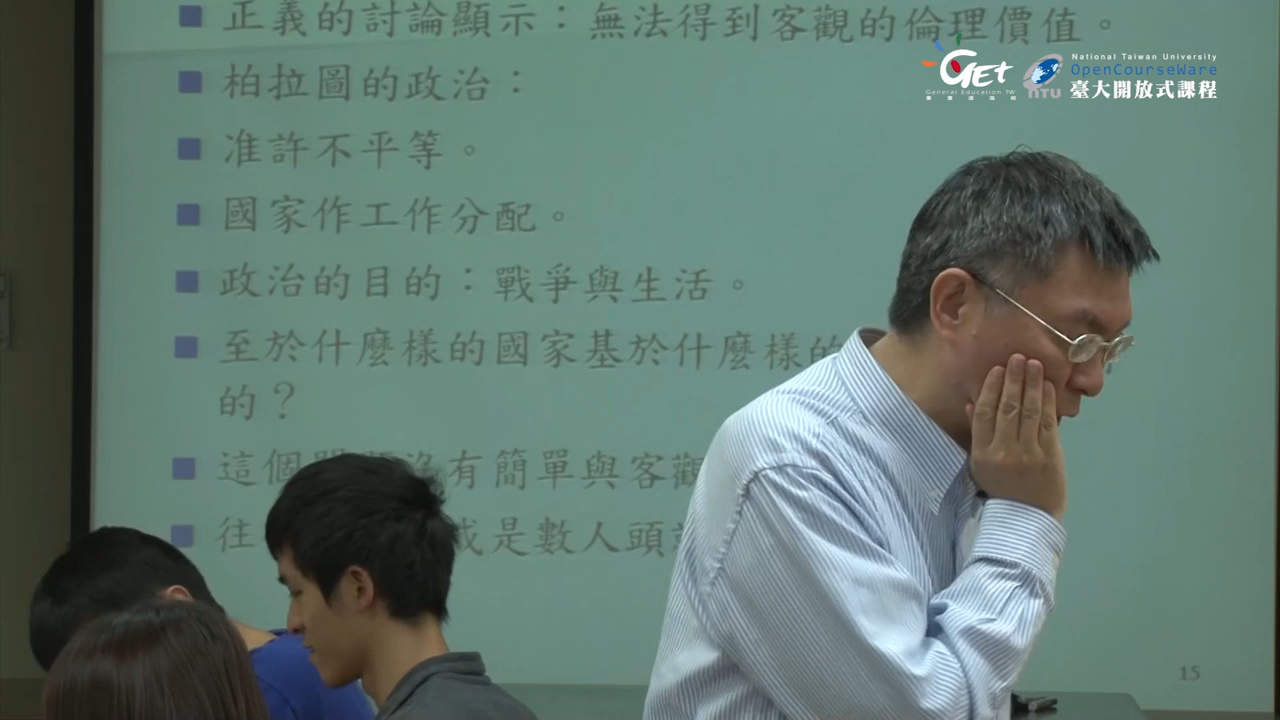 正義的討論顯示：無法得到客觀的倫理價值。
柏拉圖的政治：
准許不平等。
國家作工作分配。
政治的目的：戰爭與生活。
至於什麼樣的國家基於什麼樣的
的？
這個 沒有簡單與客觀
往 或是數人頭
15
GET
General Education TW
National Taiwan University
OpenCourseWare
NTU
臺大開放式課程